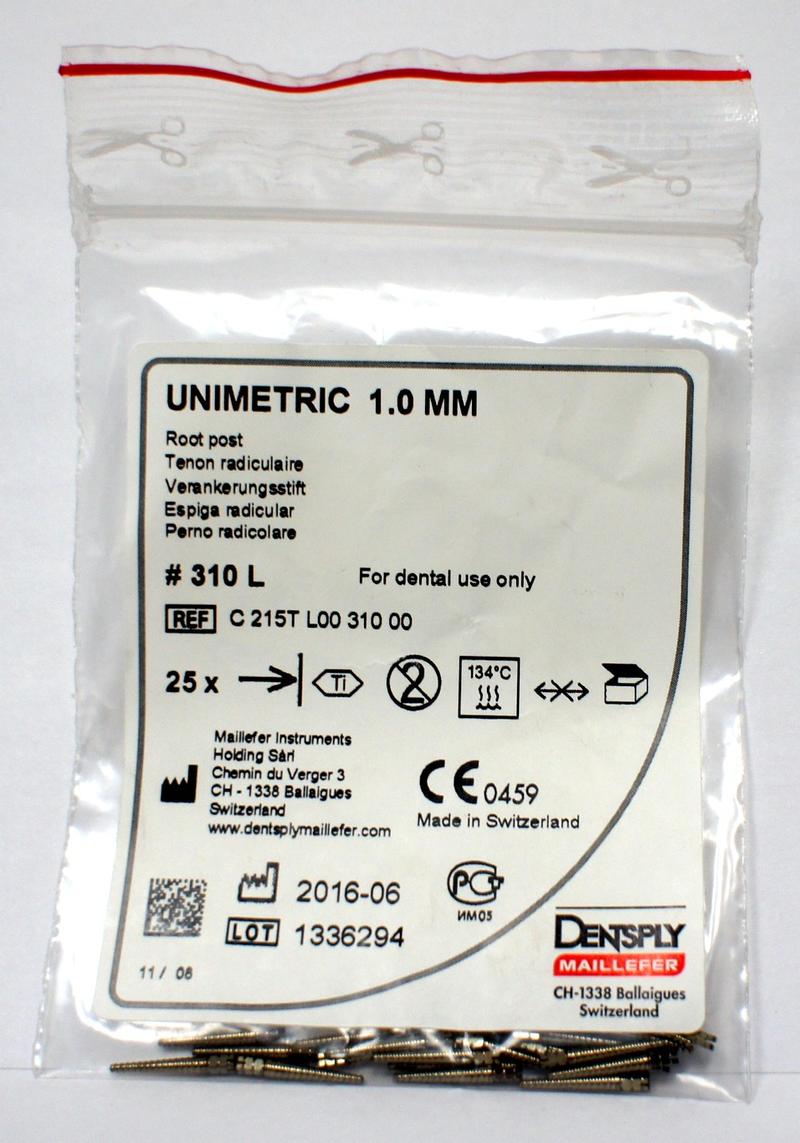 UNIMETRIC 1.0 MM
Root post
Tenon radiculaire
Verankerungsstift
Espiga radicular
Perno radicolare
# 310 L For dental use only
REF C 215T L00 310 00
25 x Ti 2 134°C
Maillefer Instruments
Holding Sàrl
Chemin du Verger 3
CH - 1338 Ballaigues
Switzerland
www.dentsplymaillefer.com
CE 0459
Made in Switzerland
2016-06
LOT 1336294
РСТ
ИМ05
11 / 06
DENTSPLY
MAILLEFER
CH-1338 Ballaigues
Switzerland